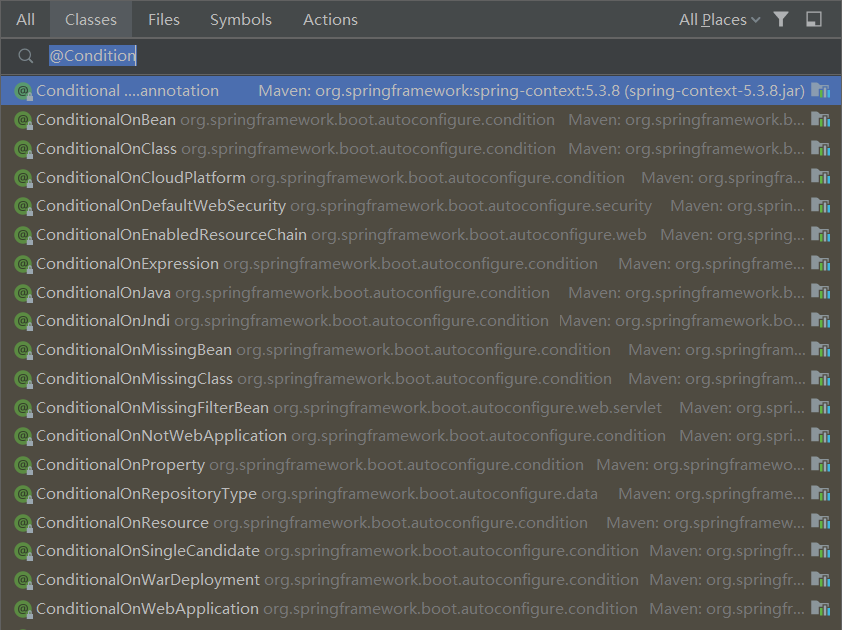 All Classes Files Symbols Actions All Places
@Condition
Conditional ....annotation Maven: org.springframework:spring-context:5.3.8 (spring-context-5.3.8.jar)
ConditionalOnBean org.springframework.boot.autoconfigure.condition Maven: org.springframework.b...
ConditionalOnClass org.springframework.boot.autoconfigure.condition Maven: org.springframework.b...
ConditionalOnCloudPlatform org.springframework.boot.autoconfigure.condition Maven: org.springfra...
ConditionalOnDefaultWebSecurity org.springframework.boot.autoconfigure.security Maven: org.sprin...
ConditionalOnEnabledResourceChain org.springframework.boot.autoconfigure.web Maven: org.spring...
ConditionalOnExpression org.springframework.boot.autoconfigure.condition Maven: org.springframe...
ConditionalOnJava org.springframework.boot.autoconfigure.condition Maven: org.springframework.b...
ConditionalOnJndi org.springframework.boot.autoconfigure.condition Maven: org.springframework.bo...
ConditionalOnMissingBean org.springframework.boot.autoconfigure.condition Maven: org.springfram...
ConditionalOnMissingClass org.springframework.boot.autoconfigure.condition Maven: org.springfram...
ConditionalOnMissingFilterBean org.springframework.boot.autoconfigure.web.servlet Maven: org.spri...
ConditionalOnNotWebApplication org.springframework.boot.autoconfigure.condition Maven: org.spri...
ConditionalOnProperty org.springframework.boot.autoconfigure.condition Maven: org.springframewo...
ConditionalOnRepositoryType org.springframework.boot.autoconfigure.data Maven: org.springframe...
ConditionalOnResource org.springframework.boot.autoconfigure.condition Maven: org.springframew...
ConditionalOnSingleCandidate org.springframework.boot.autoconfigure.condition Maven: org.springfr...
ConditionalOnWarDeployment org.springframework.boot.autoconfigure.condition Maven: org.springfr...
ConditionalOnWebApplication org.springframework.boot.autoconfigure.condition Maven: org.springfr...